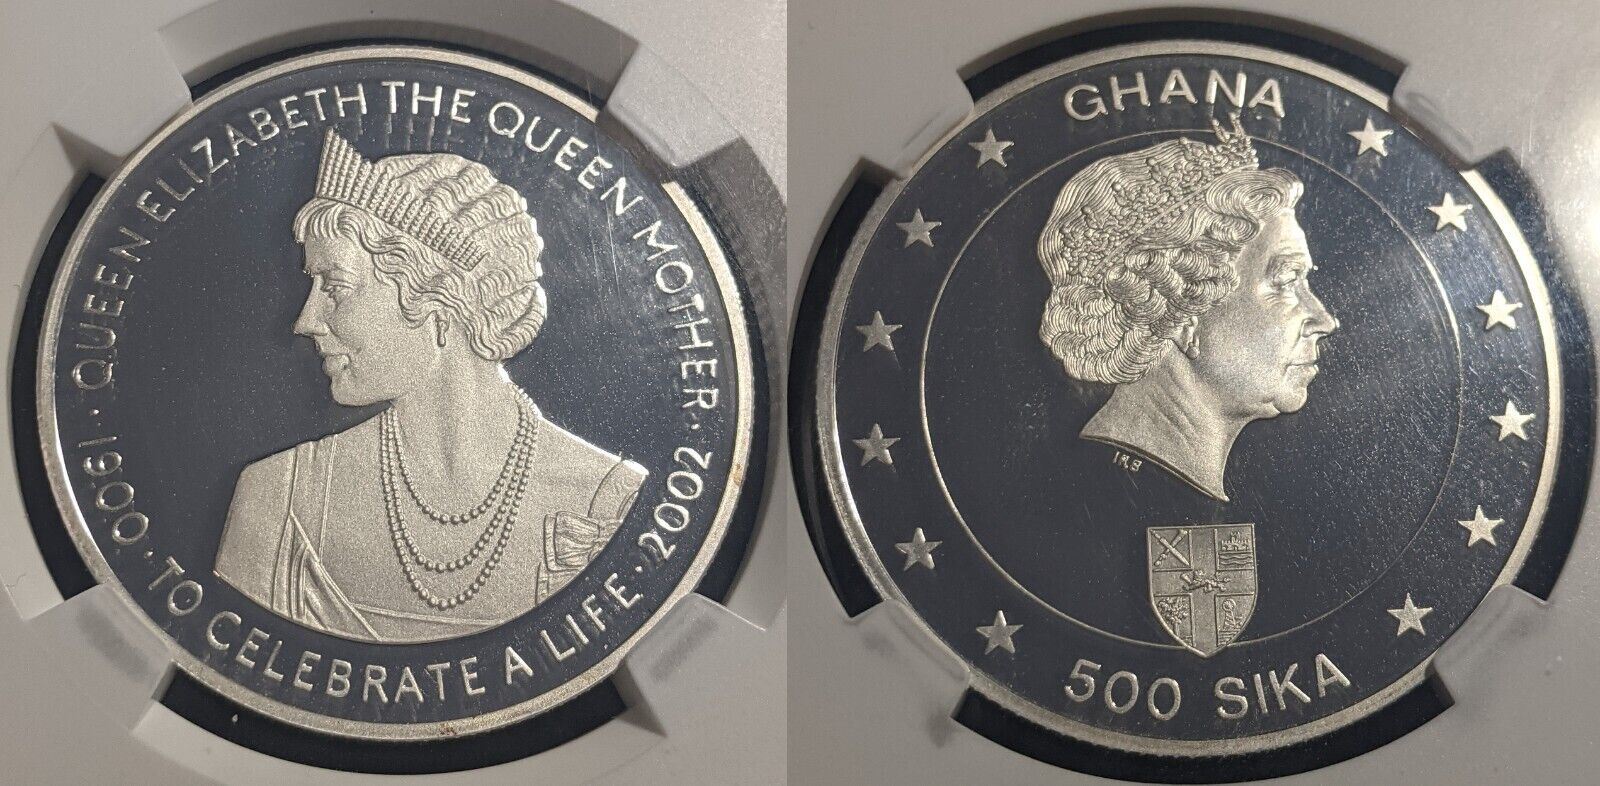 QUEEN ELIZABETH THE QUEEN MOTHER ·
1900 · TO CELEBRATE A LIFE · 2002 ·
GHANA
IRB
500 SIKA